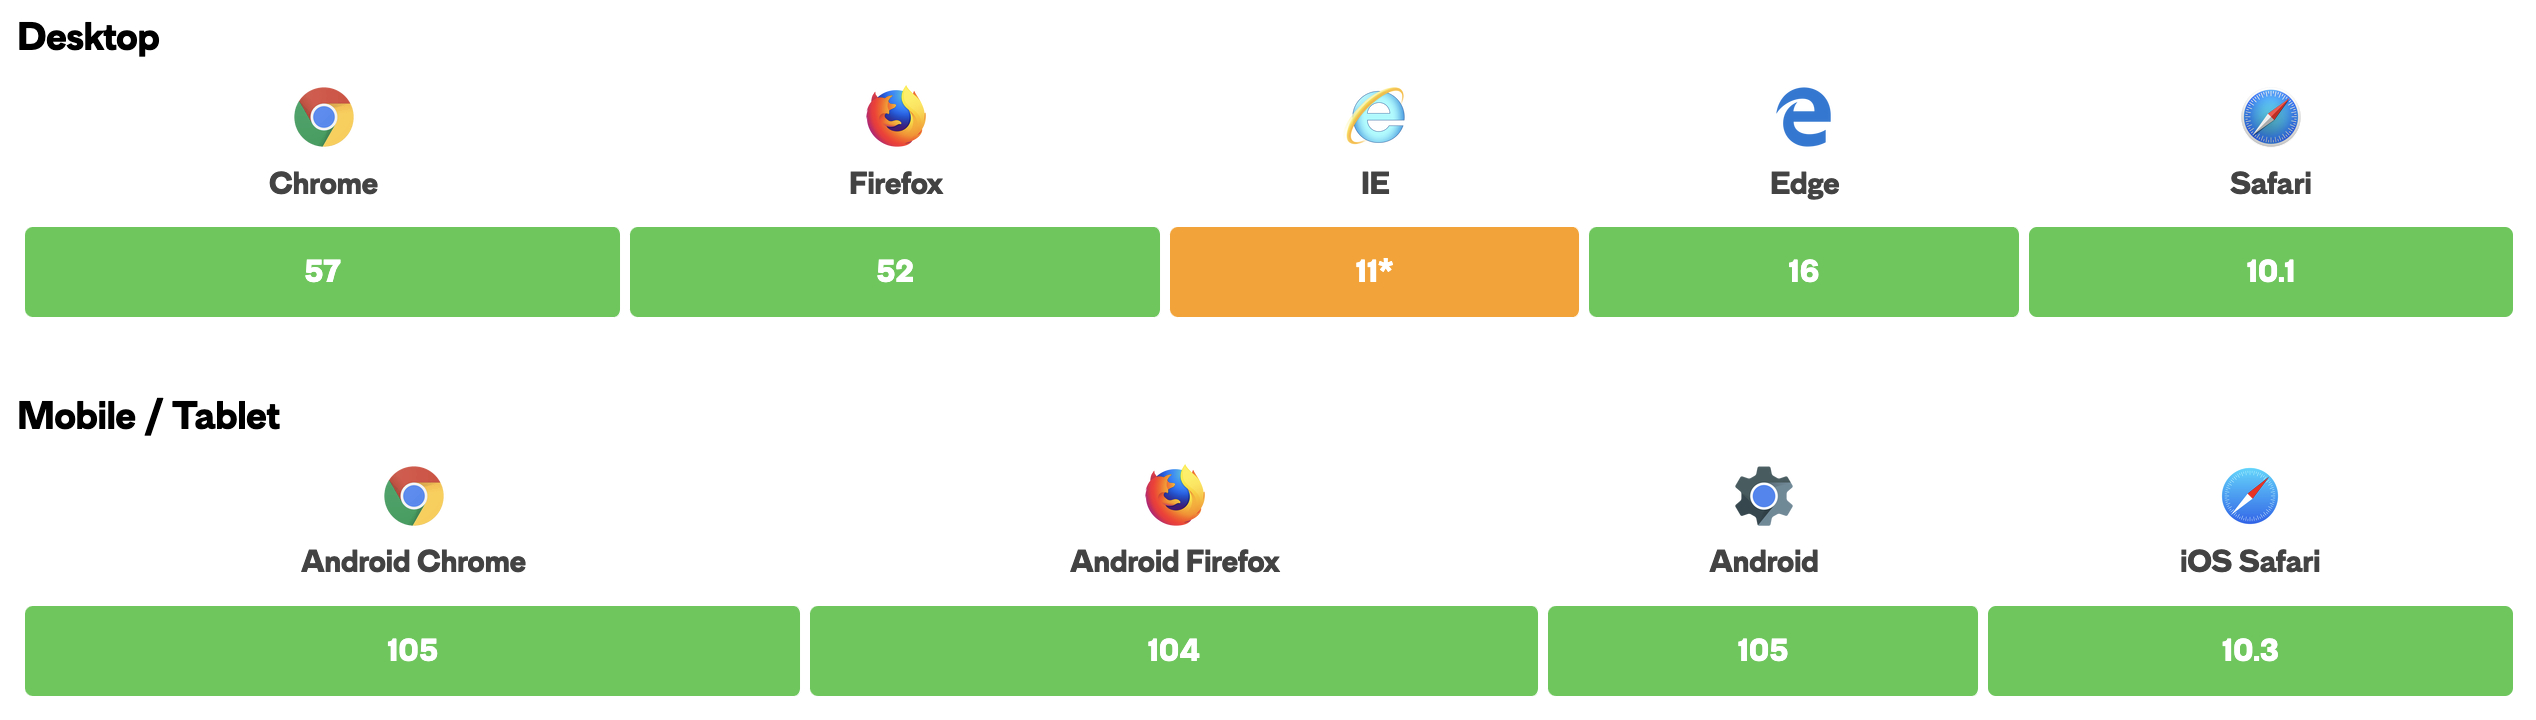 Desktop
Chrome Firefox IE Edge Safari
57 52 11* 16 10.1
Mobile / Tablet
Android Chrome Android Firefox Android iOS Safari
105 104 105 10.3